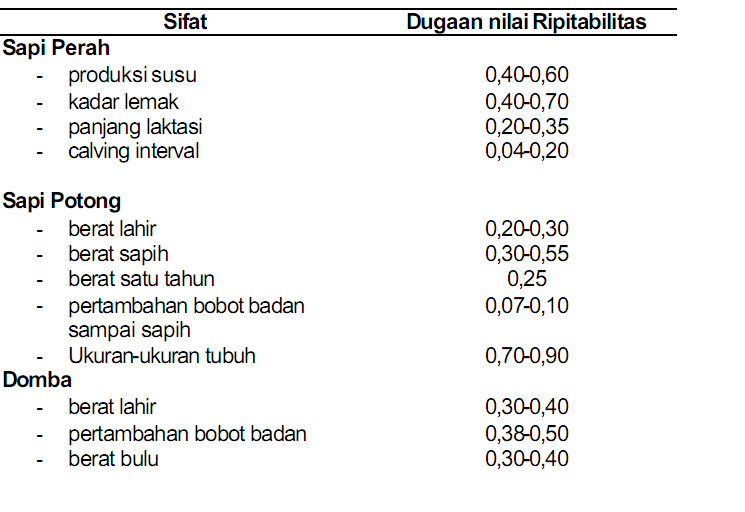 Sifat Dugaan nilai Ripitabilitas
Sapi Perah
- produksi susu 0,40-0,60
- kadar lemak 0,40-0,70
- panjang laktasi 0,20-0,35
- calving interval 0,04-0,20
Sapi Potong
- berat lahir 0,20-0,30
- berat sapih 0,30-0,55
- berat satu tahun 0,25
- pertambahan bobot badan 0,07-0,10
sampai sapih
- Ukuran-ukuran tubuh 0,70-0,90
Domba
- berat lahir 0,30-0,40
- pertambahan bobot badan 0,38-0,50
- berat bulu 0,30-0,40